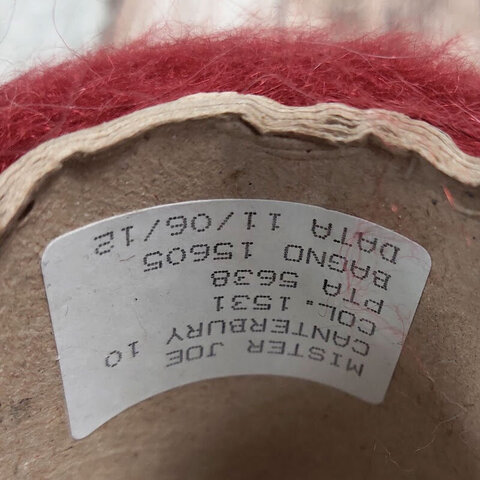 MISTER JOE 10
CANTERBURY
COL: 1531
PTA 5638
BAGNO 15605
DATA 11/06/12